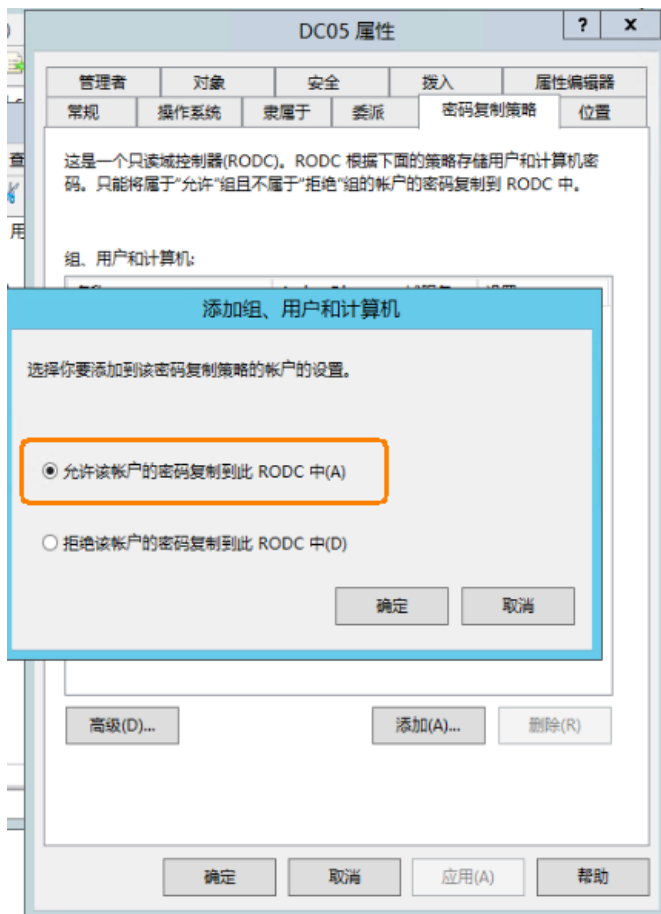 DC05 属性
?
x
管理者 对象 安全 拨入 属性编辑器
常规 操作系统 隶属于 委派 密码复制策略 位置
这是一个只读域控制器(RODC)。RODC 根据下面的策略存储用户和计算机密
码。只能将属于“允许”组且不属于“拒绝”组的帐户的密码复制到 RODC 中。
组、用户和计算机:
添加组、用户和计算机
选择你要添加到该密码复制策略的帐户的设置。
允许该帐户的密码复制到此 RODC 中(A)
拒绝该帐户的密码复制到此 RODC 中(D)
确定 取消
高级(D)... 添加(A)... 删除(R)
确定 取消 应用(A) 帮助
查
用